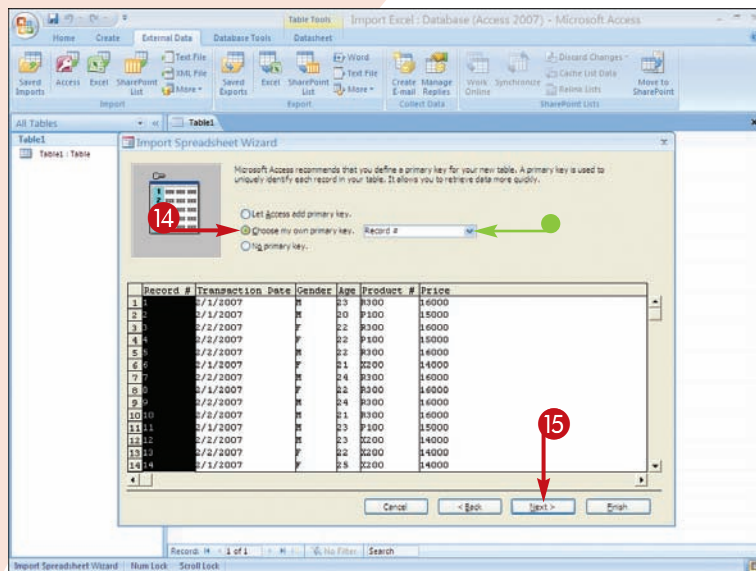 Table Tools
Import Excel : Database (Access 2007) - Microsoft Access
Home Create External Data Database Tools Datasheet
Saved Imports
Access
Excel
SharePoint List
Text File
XML File
More
Import
Saved Exports
Excel
SharePoint List
Word
Text File
More
Export
Create E-mail
Manage Replies
Collect Data
Work Online
Synchronize
Discard Changes
Cache List Data
Relink Lists
Move to SharePoint
SharePoint Lists
All Tables
Table1
Table1
Table1 : Table
Import Spreadsheet Wizard
Microsoft Access recommends that you define a primary key for your new table. A primary key is used to
uniquely identify each record in your table. It allows you to retrieve data more quickly.
Let Access add primary key.
14
Choose my own primary key. Record #
No primary key.
Record # Transaction Date Gender Age Product # Price
1 1 2/1/2007 M 23 R300 16000
2 2 2/1/2007 M 20 P100 15000
3 3 2/2/2007 F 22 R300 16000
4 4 2/2/2007 F 22 P100 15000
5 5 2/2/2007 M 22 R300 16000
6 6 2/1/2007 F 21 X200 14000
7 7 2/2/2007 M 24 R300 16000
8 8 2/2/2007 F 22 R300 16000
9 9 2/2/2007 M 24 R300 16000
10 10 2/2/2007 M 21 R300 16000
11 11 2/1/2007 M 23 P100 15000
12 12 2/2/2007 M 23 X200 14000
13 13 2/2/2007 F 22 X200 14000
14 14 2/1/2007 F 25 X200 14000
15
Cancel < Back Next > Finish
Record: 1 of 1 No Filter Search
Import Spreadsheet Wizard Num Lock Scroll Lock